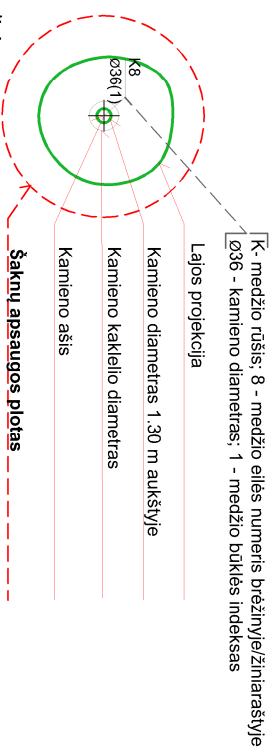 K- medžio rūšis; 8 - medžio eilės numeris brėžinyje/žiniaraštyje
ø36 - kamieno diametras; 1 - medžio būklės indeksas
K8
ø36(1)
Lajos projekcija
Kamieno diametras 1.30 m aukštyje
Kamieno kaklelio diametras
Kamieno ašis
Šaknų apsaugos plotas